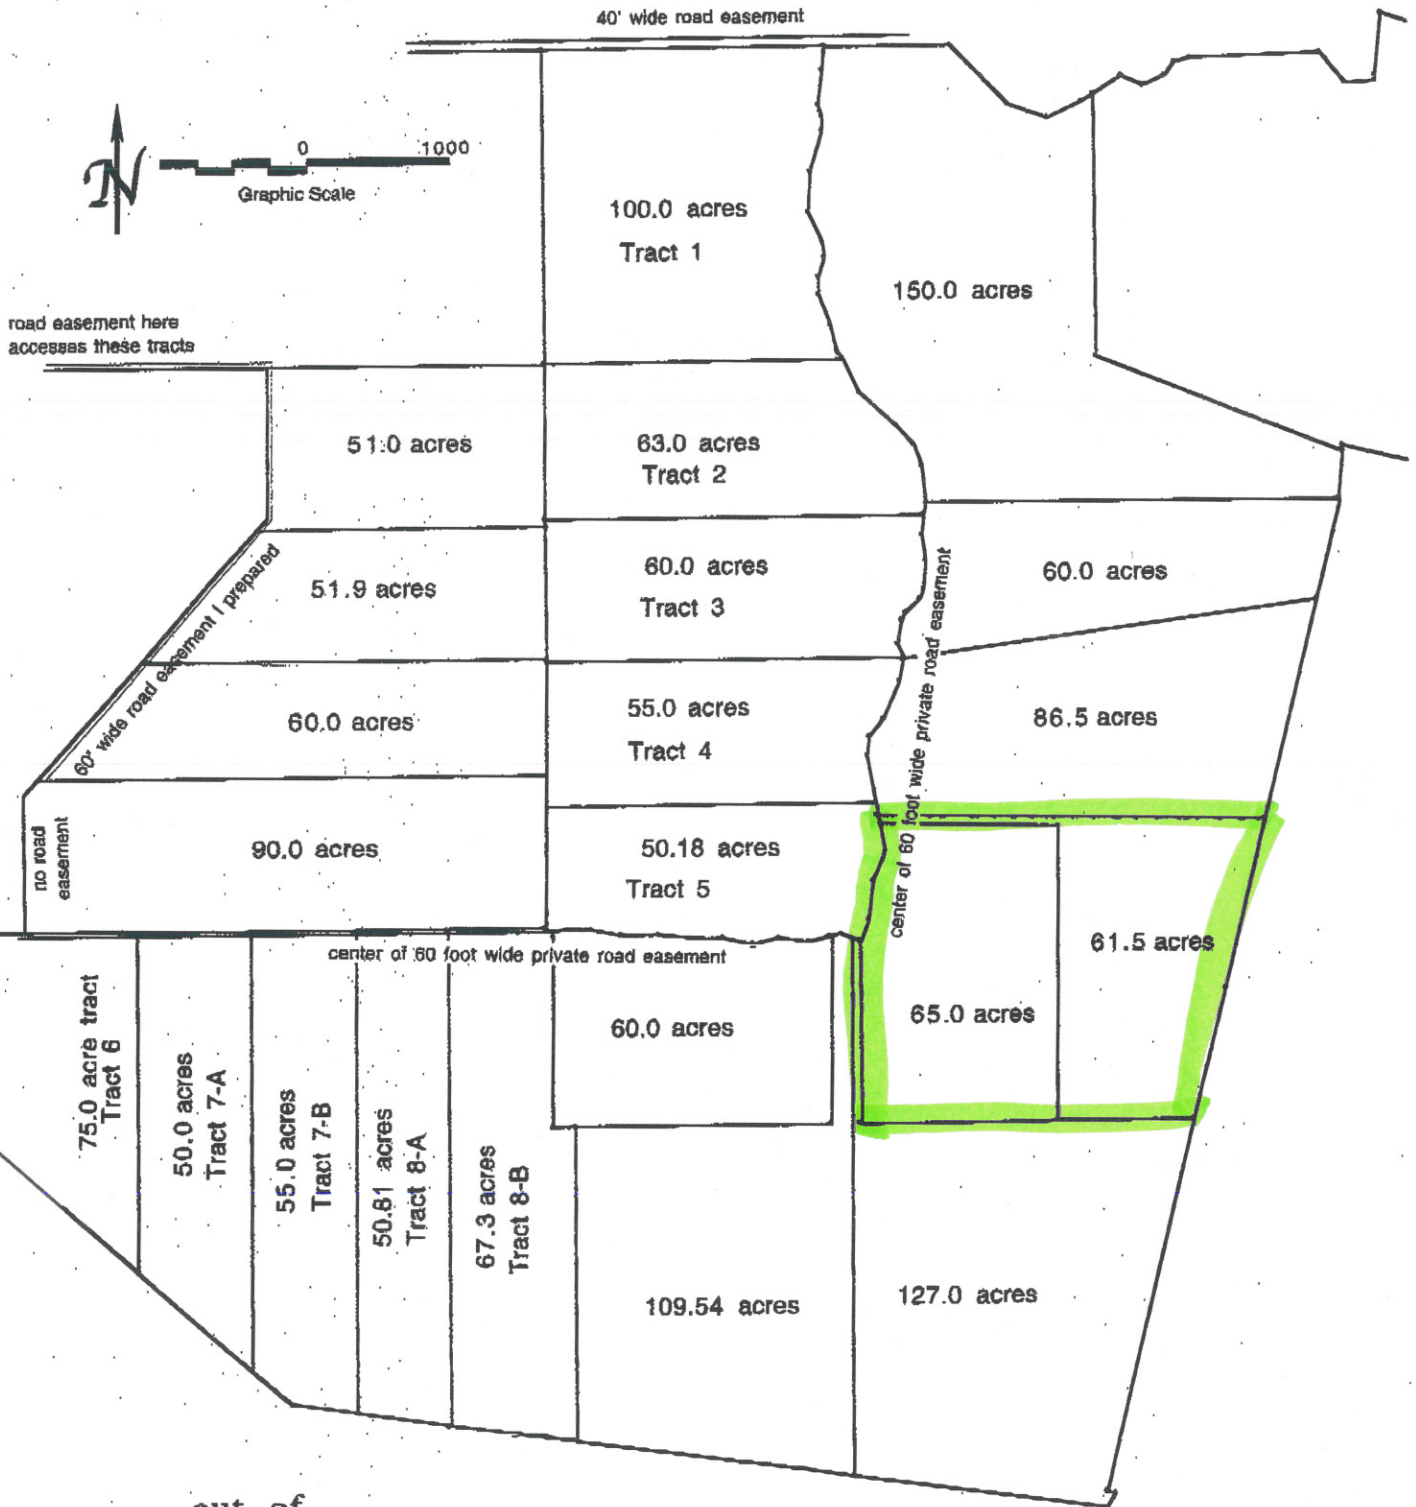 40' wide road easement
N
0 1000
Graphic Scale
100.0 acres
Tract 1
150.0 acres
road easement here
accesses these tracts
51.0 acres
63.0 acres
Tract 2
51.9 acres
60.0 acres
Tract 3
60.0 acres
60' wide road easement I prepared
center of 60 foot wide private road easement
60.0 acres
55.0 acres
Tract 4
86.5 acres
no road
easement
90.0 acres
50.18 acres
Tract 5
61.5 acres
65.0 acres
center of 60 foot wide private road easement
60.0 acres
75.0 acre tract
Tract 6
50.0 acres
Tract 7-A
55.0 acres
Tract 7-B
50.81 acres
Tract 8-A
67.3 acres
Tract 8-B
109.54 acres
127.0 acres
out of